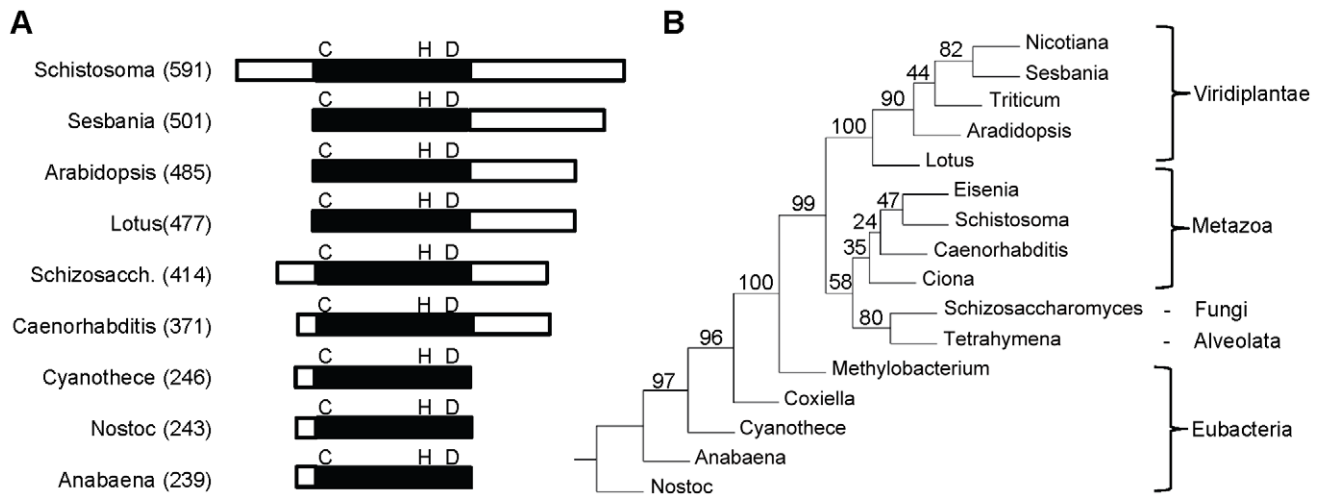 A
C H D
Schistosoma (591)
C H D
Sesbania (501)
C H D
Arabidopsis (485)
C H D
Lotus(477)
C H D
Schizosacch. (414)
C H D
Caenorhabditis (371)
C H D
Cyanothece (246)
C H D
Nostoc (243)
C H D
Anabaena (239)
B
82 Nicotiana
44 Sesbania
90 Triticum
100 Aradidopsis
Lotus
Viridiplantae
99
47 Eisenia
24 Schistosoma
35 Caenorhabditis
58 Ciona
Metazoa
80 Schizosaccharomyces - Fungi
Tetrahymena - Alveolata
100 Methylobacterium
96 Coxiella
97 Cyanothece
Anabaena
Nostoc
Eubacteria